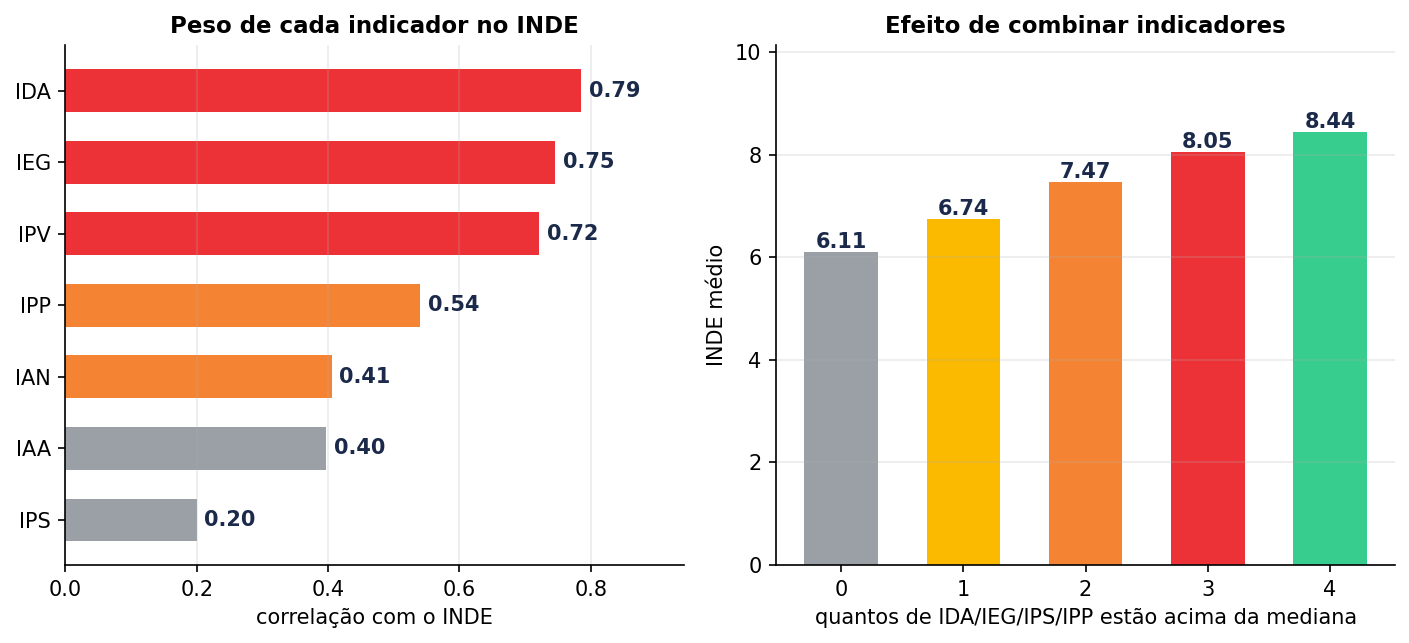 Peso de cada indicador no INDE
IDA
0.79
IEG
0.75
IPV
0.72
IPP
0.54
IAN
0.41
IAA
0.40
IPS
0.20
0.0
0.2
0.4
0.6
0.8
correlação com o INDE
Efeito de combinar indicadores
INDE médio
10
8
6
4
2
0
6.11
6.74
7.47
8.05
8.44
0
1
2
3
4
quantos de IDA/IEG/IPS/IPP estão acima da mediana